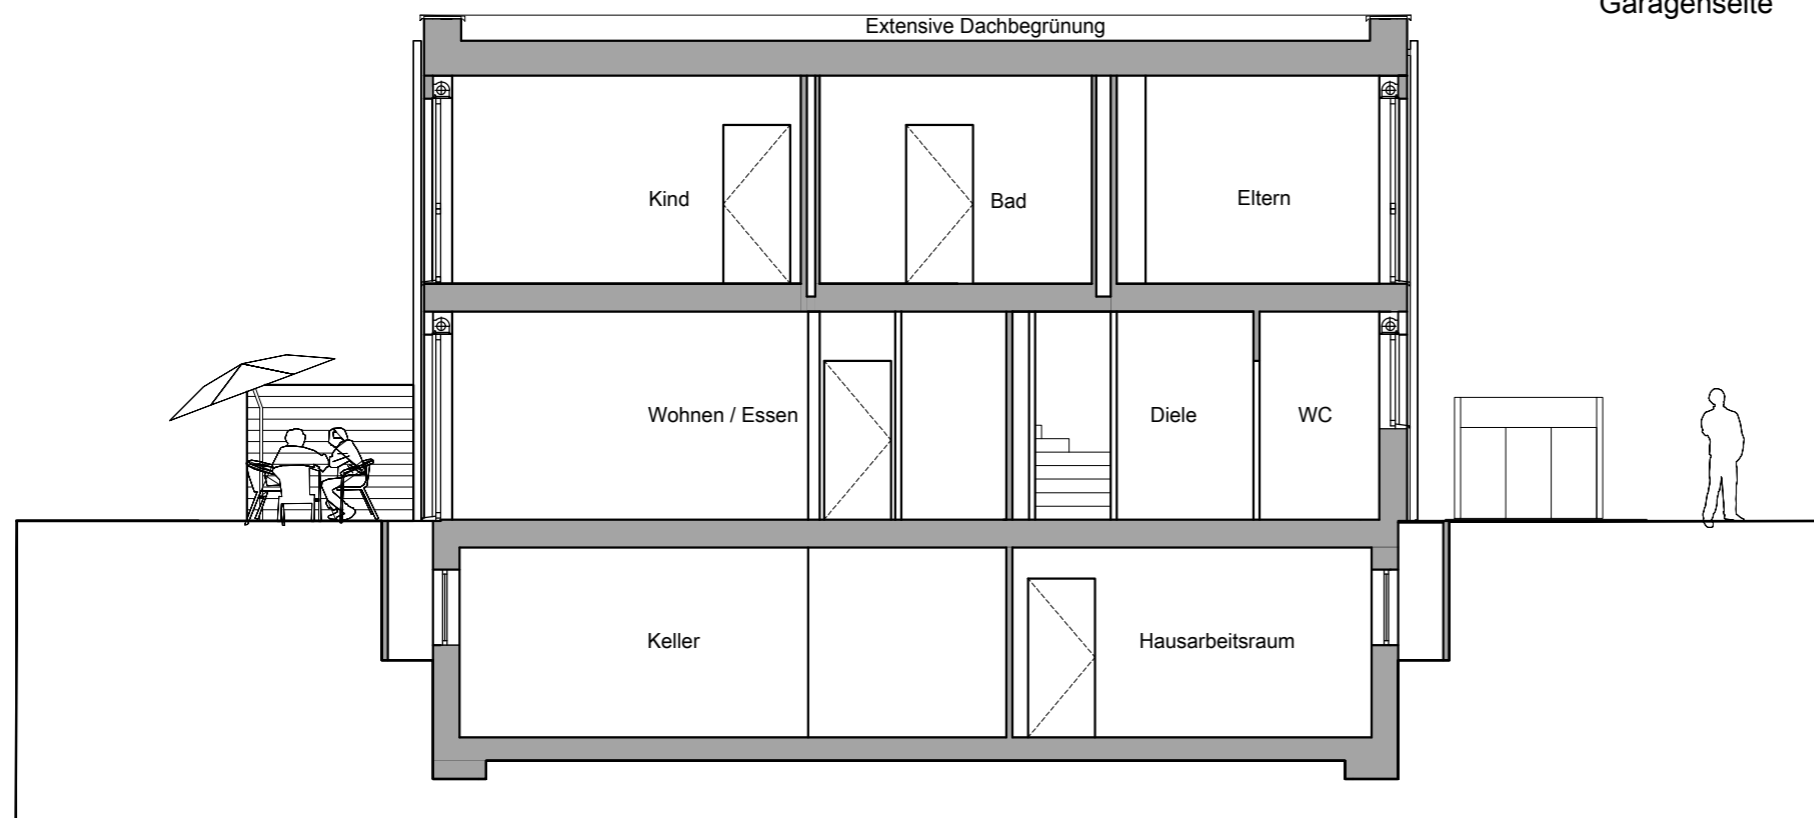 Garagenseite
Extensive Dachbegrünung
Kind
Bad
Eltern
Wohnen / Essen
Diele
WC
Keller
Hausarbeitsraum